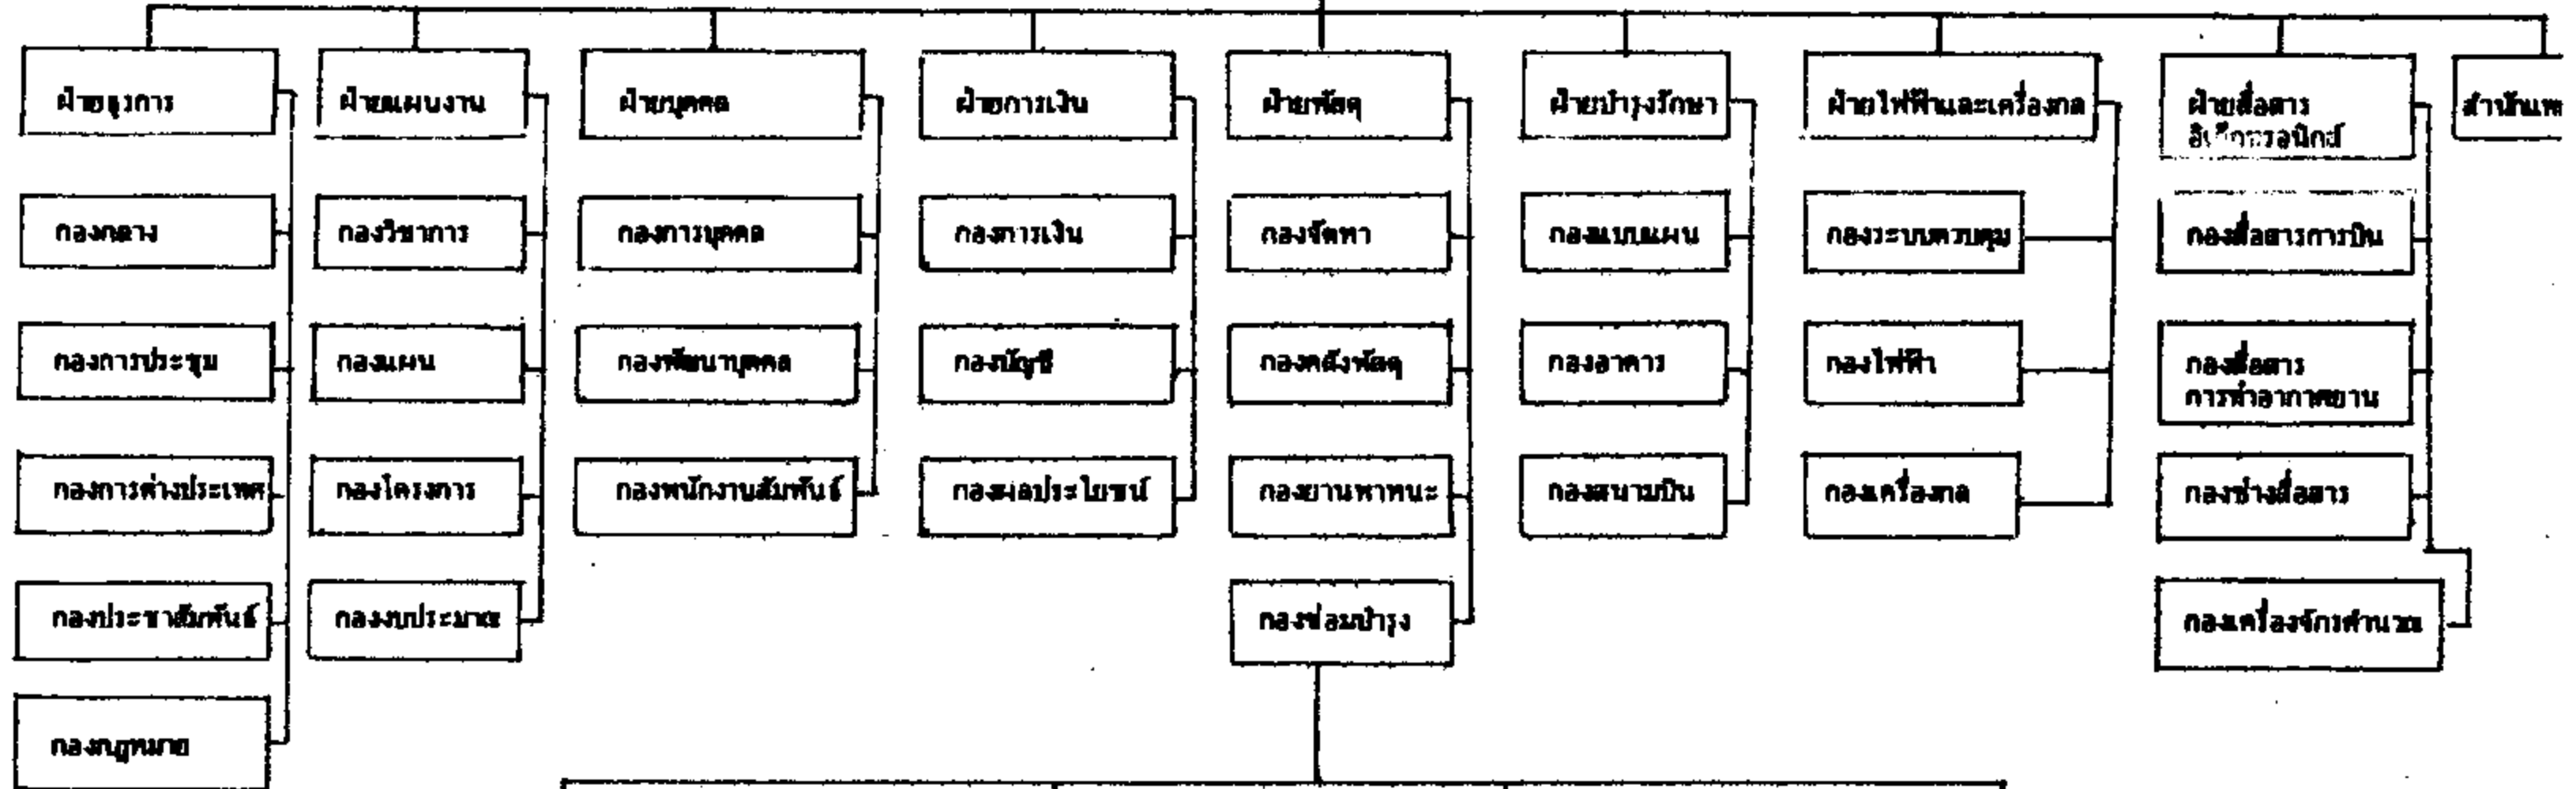 ฝ่ายธุรการ
ฝ่ายแผนงาน
ฝ่ายบุคคล
ฝ่ายการเงิน
ฝ่ายพัสดุ
ฝ่ายบำรุงรักษา
ฝ่ายไฟฟ้าและเครื่องกล
ฝ่ายสื่อสาร
อิเล็กทรอนิกส์
สำนักแพ
กองกลาง
กองวิชาการ
กองการบุคคล
กองการเงิน
กองจัดหา
กองแบบแผน
กองระบบควบคุม
กองสื่อสารการบิน
กองการประชุม
กองแผน
กองพัฒนาบุคคล
กองบัญชี
กองคลังพัสดุ
กองอาคาร
กองไฟฟ้า
กองสื่อสาร
การท่าอากาศยาน
กองการต่างประเทศ
กองโครงการ
กองพนักงานสัมพันธ์
กองผลประโยชน์
กองยานพาหนะ
กองสนามบิน
กองเครื่องกล
กองช่างสื่อสาร
กองประชาสัมพันธ์
กองงบประมาณ
กองซ่อมบำรุง
กองเครื่องจักรคำนวณ
กองกฎหมาย